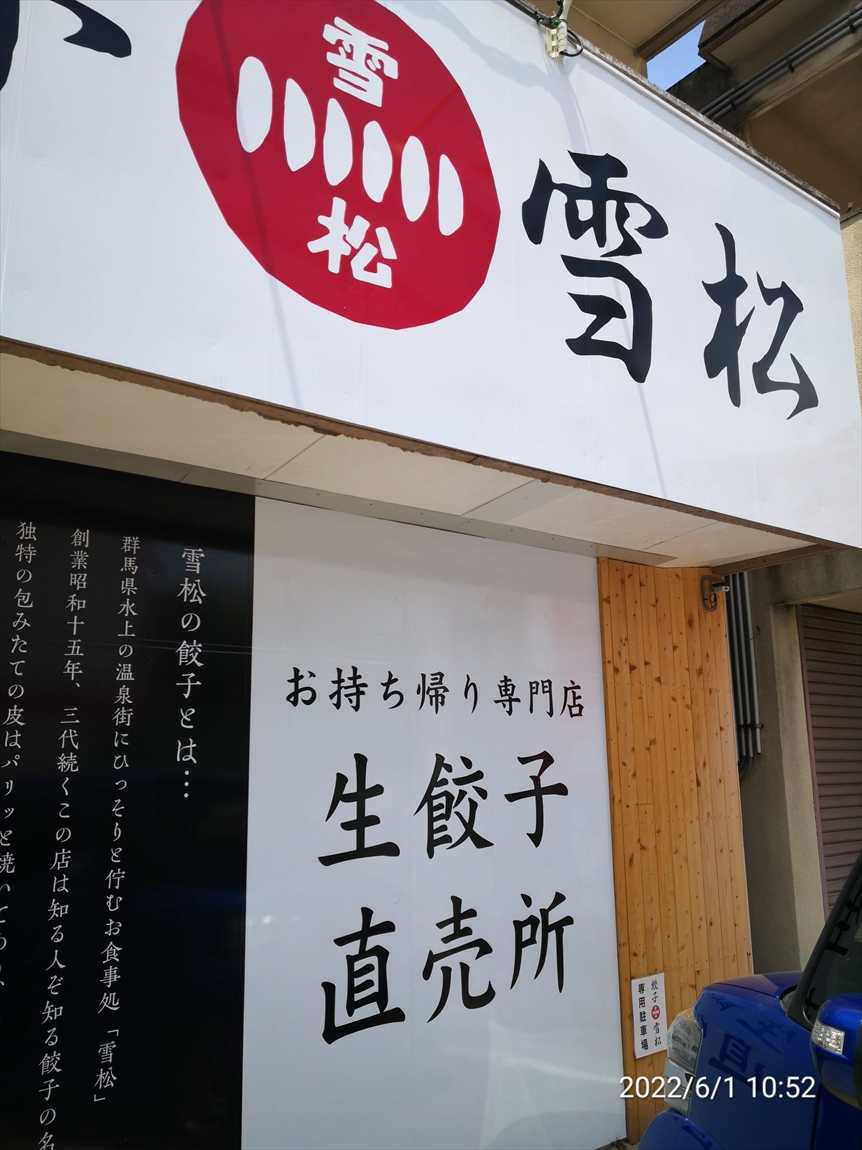 雪
松
雪松
雪松の餃子とは…
群馬県水上の温泉街にひっそりと佇むお食事処「雪松」
創業昭和十五年、三代続くこの店は知る人ぞ知る餃子の名
独特の包みたての皮はパリッと焼いて
お持ち帰り専門店
生餃子
直売所
餃子 雪松
専用駐車場
2022/6/1 10:52